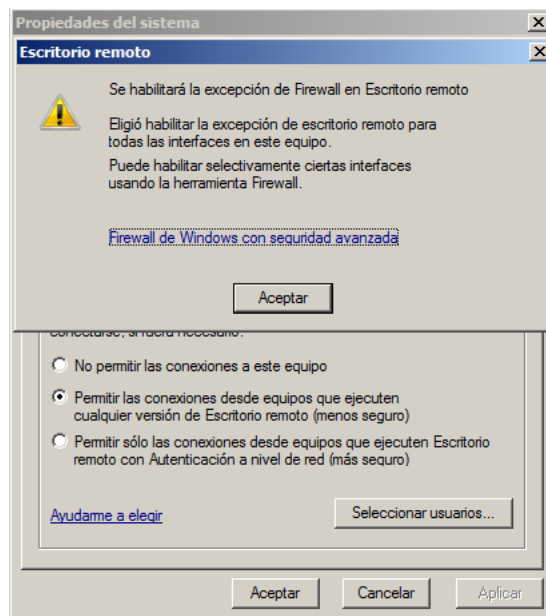 Propiedades del sistema
Escritorio remoto
Se habilitará la excepción de Firewall en Escritorio remoto
Eligió habilitar la excepción de escritorio remoto para
todas las interfaces en este equipo.
Puede habilitar selectivamente ciertas interfaces
usando la herramienta Firewall.
Firewall de Windows con seguridad avanzada
Aceptar
conectarse, si fuera necesario.
No permitir las conexiones a este equipo
Permitir las conexiones desde equipos que ejecuten
cualquier versión de Escritorio remoto (menos seguro)
Permitir sólo las conexiones desde equipos que ejecuten Escritorio
remoto con Autenticación a nivel de red (más seguro)
Ayudarme a elegir
Seleccionar usuarios...
Aceptar
Cancelar
Aplicar